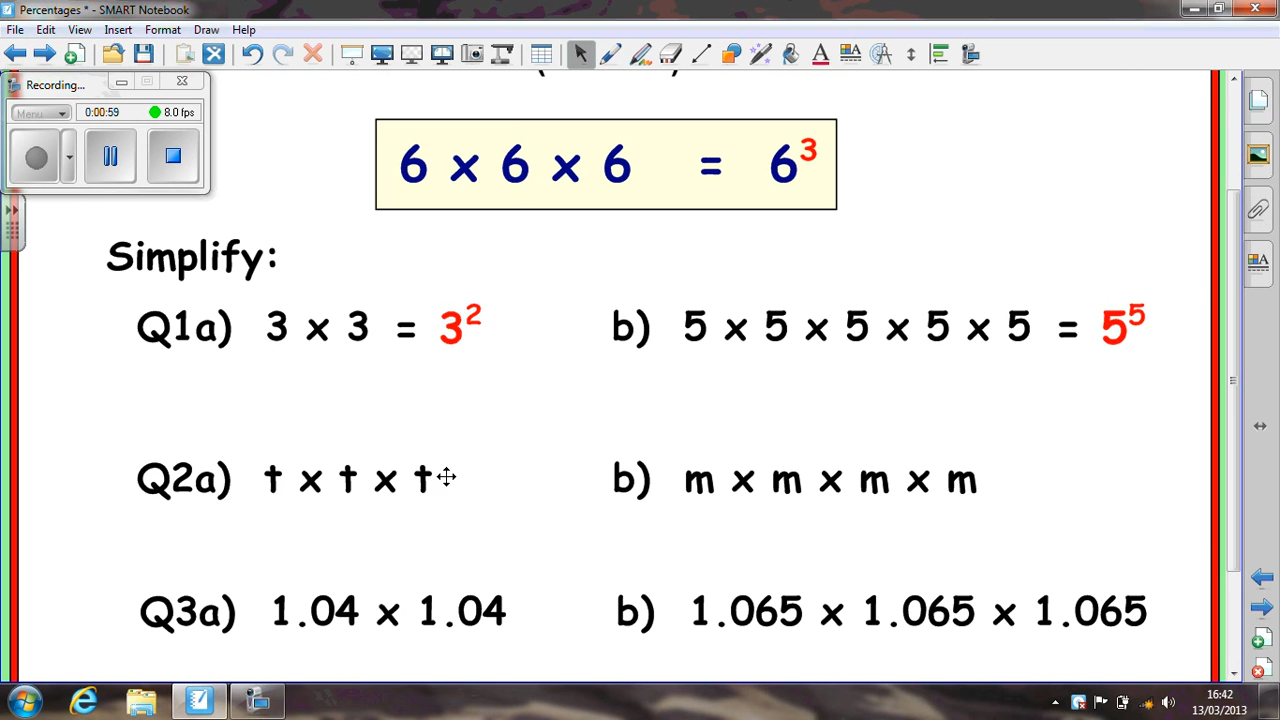 Percentages * - SMART Notebook
File Edit View Insert Format Draw Help
Recording...
Menu 0:00:59 8.0 fps
6 x 6 x 6 = 6³
Simplify:
Q1a) 3 x 3 = 3² b) 5 x 5 x 5 x 5 x 5 = 5⁵
Q2a) t x t x t b) m x m x m x m
Q3a) 1.04 x 1.04 b) 1.065 x 1.065 x 1.065
16:42
13/03/2013